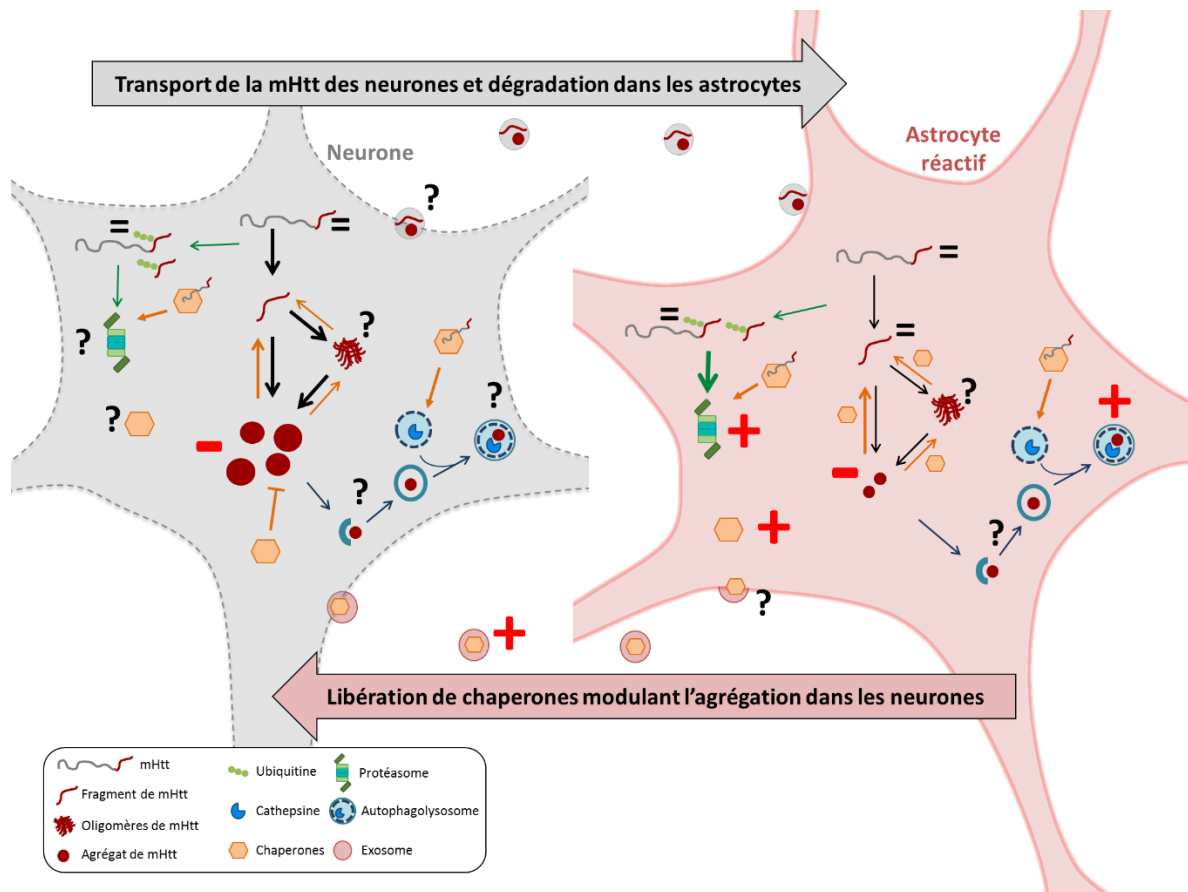 Transport de la mHtt des neurones et dégradation dans les astrocytes
Neurone
Astrocyte
réactif
?
=
=
=
?
?
=
=
?
?
?
+
+
?
-
-
?
?
+
?
+
Libération de chaperones modulant l'agrégation dans les neurones
mHtt
Ubiquitine
Protéasome
Fragment de mHtt
Cathepsine
Autophagolysosome
Oligomères de mHtt
Chaperones
Exosome
Agrégat de mHtt